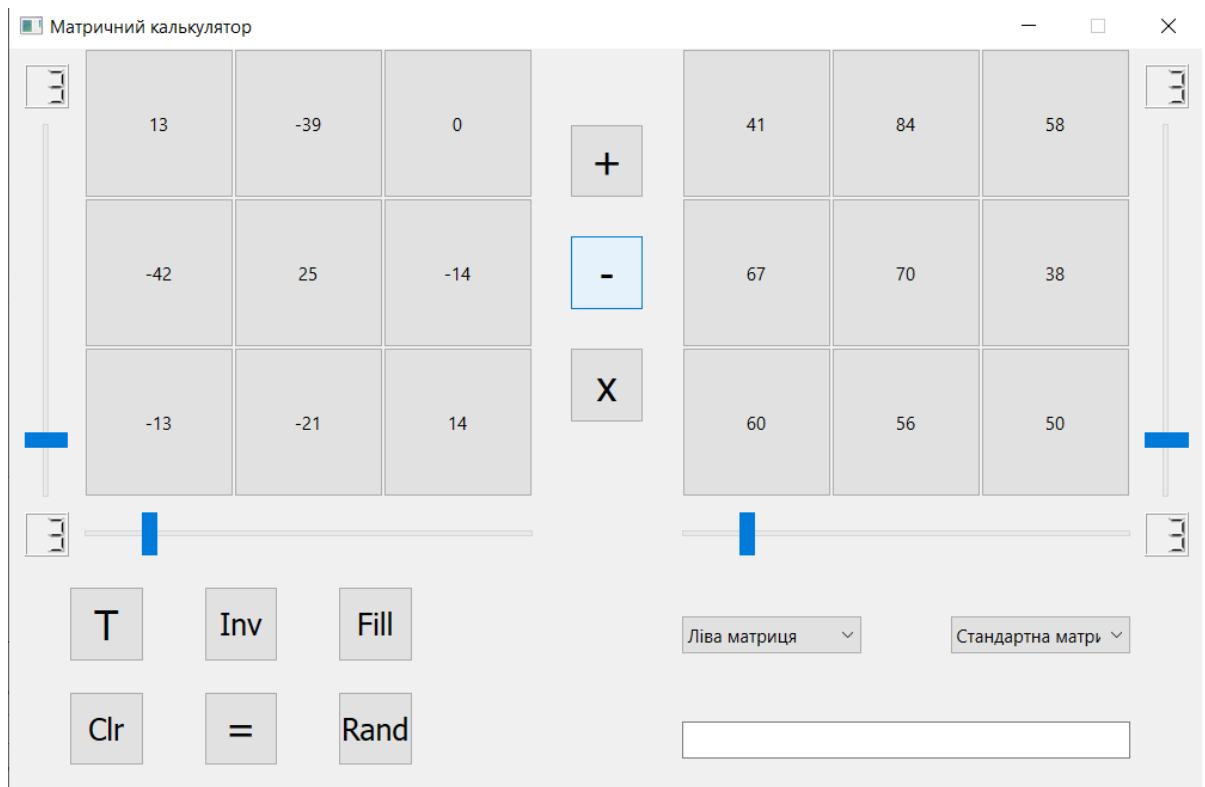 Матричний калькулятор
3 13 -39 0 41 84 58 3
+
-42 25 -14 - 67 70 38
x
-13 -21 14 60 56 50
3 3
T Inv Fill
Ліва матриця Стандартна матри
Clr = Rand